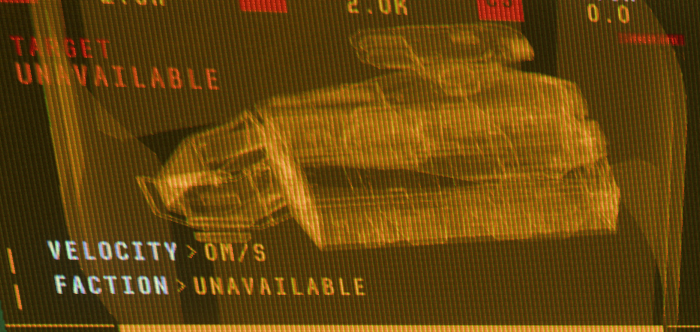 2.0K
0.0
TARGET
UNAVAILABLE
VELOCITY > 0M/S
FACTION > UNAVAILABLE